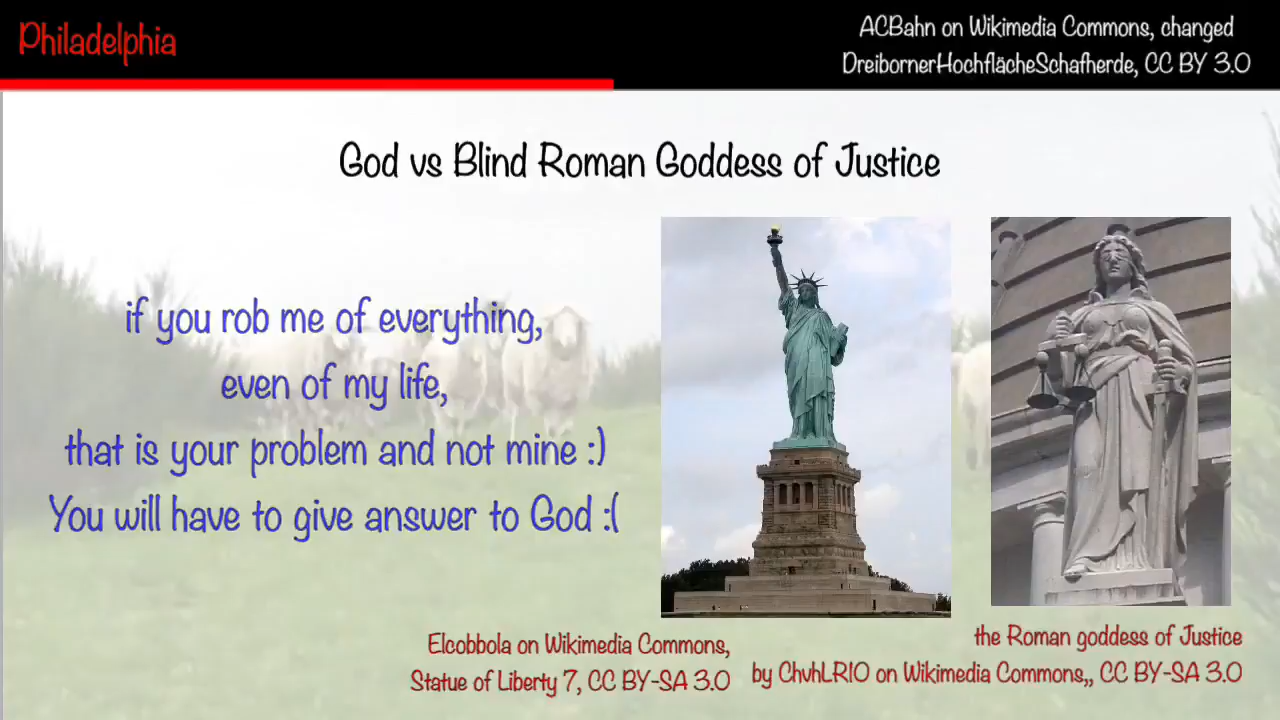 Philadelphia
ACBahn on Wikimedia Commons, changed
DreibornerHochflächeSchafherde, CC BY 3.0
God vs Blind Roman Goddess of Justice
if you rob me of everything,
even of my life,
that is your problem and not mine :)
You will have to give answer to God :(
Elcobbola on Wikimedia Commons,
Statue of Liberty 7, CC BY-SA 3.0
the Roman goddess of Justice
by ChvhLR10 on Wikimedia Commons,, CC BY-SA 3.0